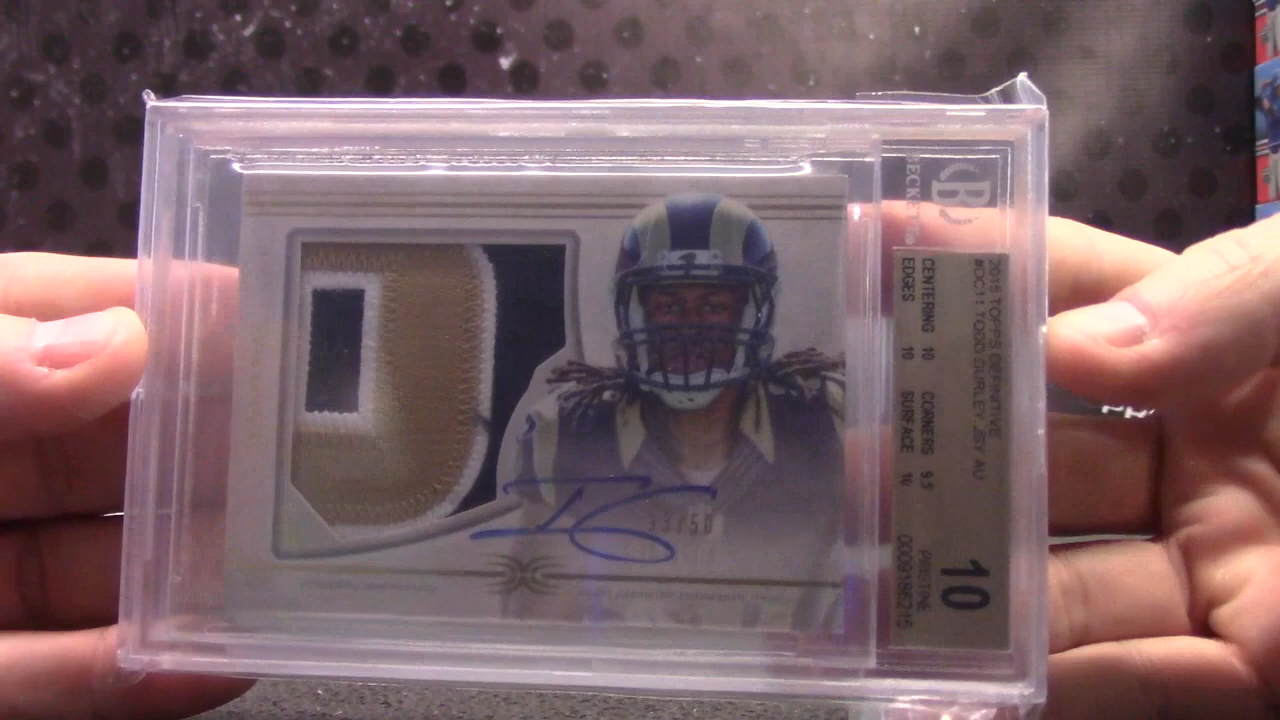 BECKETT
2015 TOPPS DEFINITIVE
#DC11 TODD GURLEY JSY AU
CENTERING 10 CORNERS 9.5
EDGES 10 SURFACE 10
10
PRISTINE
33/50